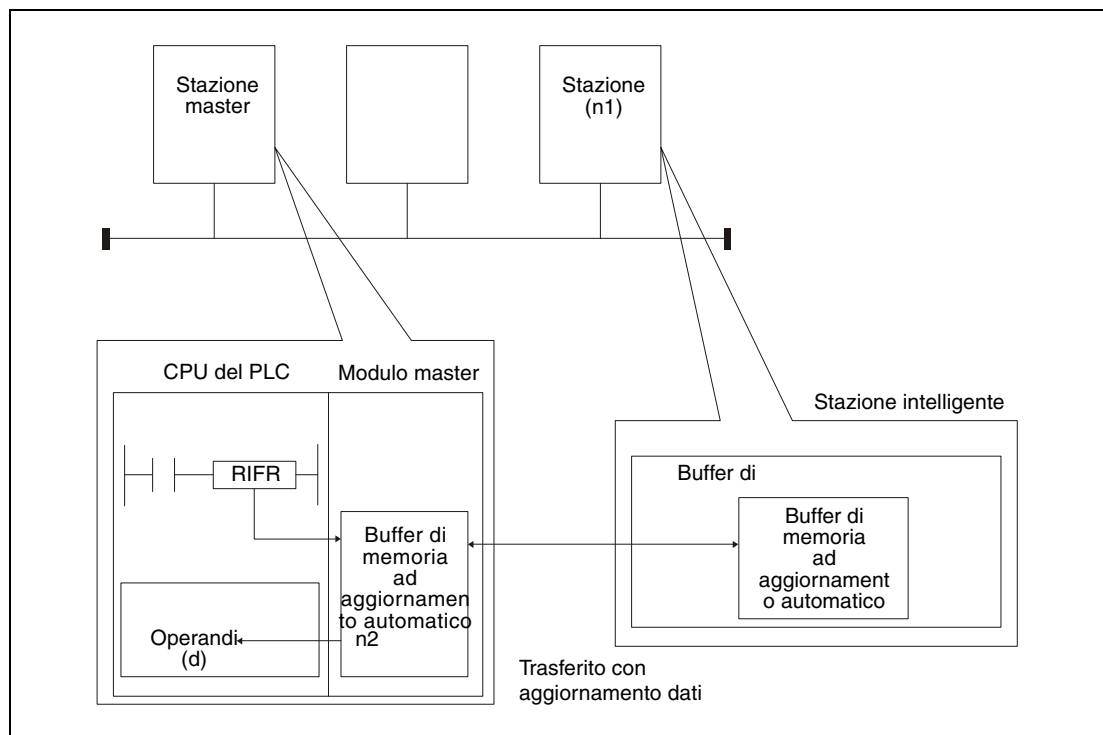 Stazione
master
Stazione
(n1)
CPU del PLC
Modulo master
RIFR
Buffer di
memoria
ad
aggiornamen
to automatico
n2
Operandi
(d)
Trasferito con
aggiornamento dati
Stazione intelligente
Buffer di
Buffer di
memoria
ad
aggiornament
o automatico